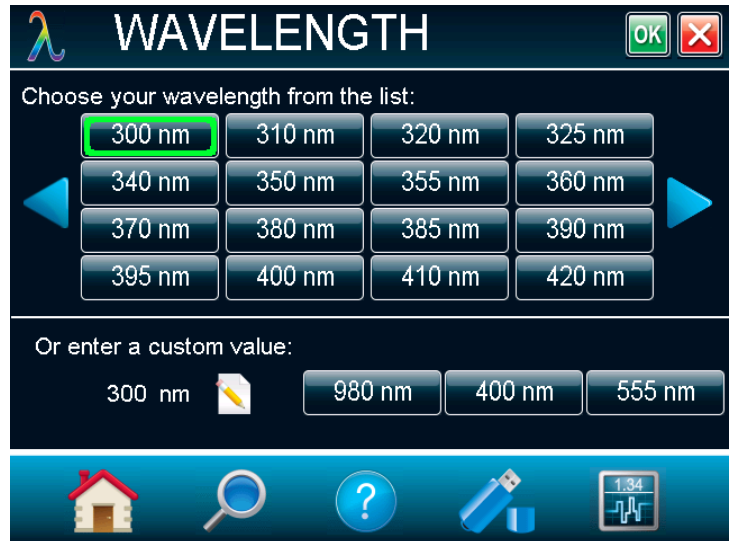 λ WAVELENGTH OK
Choose your wavelength from the list:
300 nm 310 nm 320 nm 325 nm
340 nm 350 nm 355 nm 360 nm
370 nm 380 nm 385 nm 390 nm
395 nm 400 nm 410 nm 420 nm
Or enter a custom value:
300 nm 980 nm 400 nm 555 nm
? 1.34